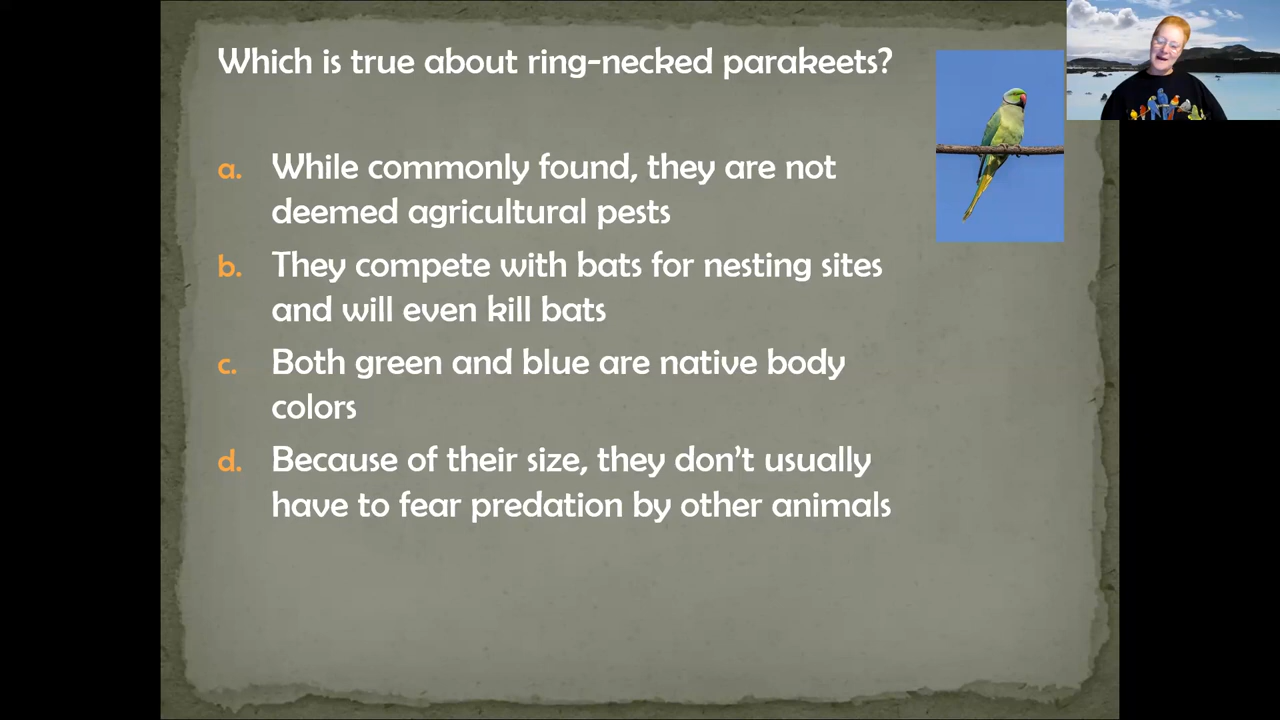 Which is true about ring-necked parakeets?
a. While commonly found, they are not
deemed agricultural pests
b. They compete with bats for nesting sites
and will even kill bats
c. Both green and blue are native body
colors
d. Because of their size, they don’t usually
have to fear predation by other animals